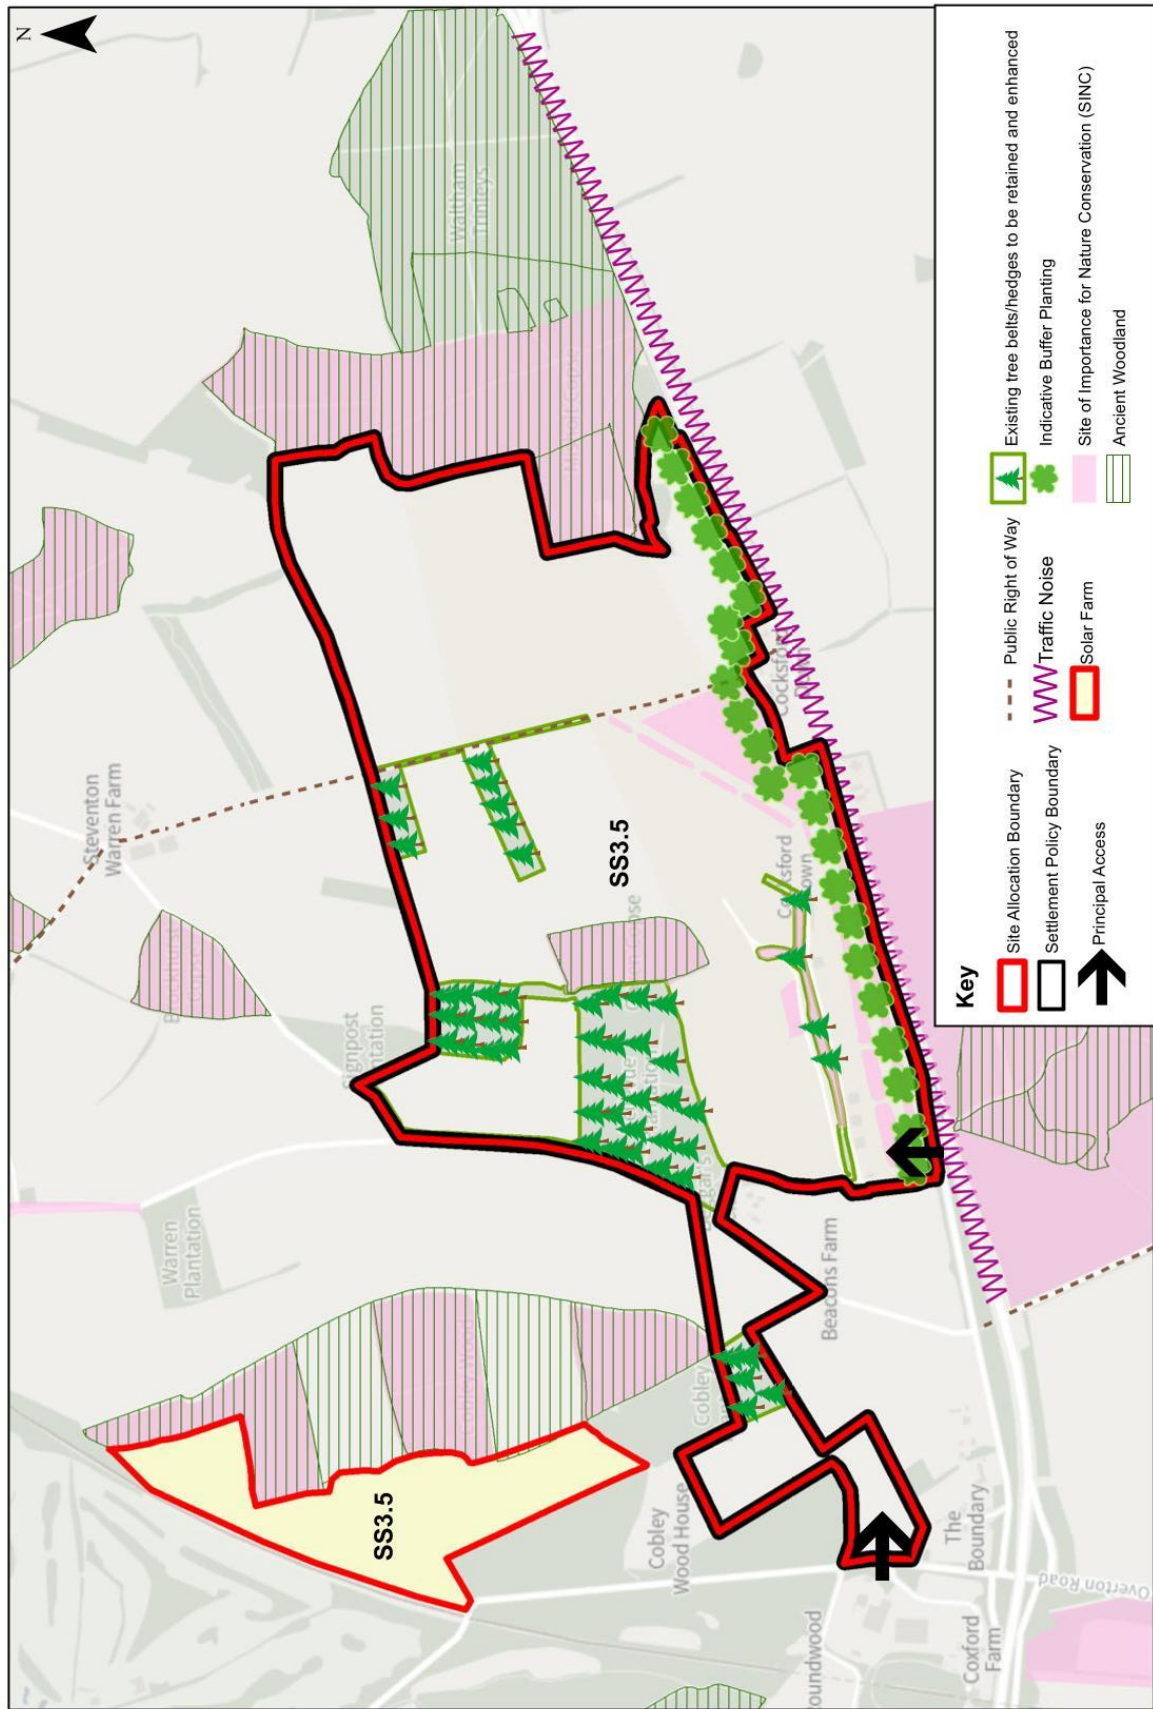 N
Waltham
Trinleys
Steventon
Warren Farm
Cocksford
Down
SS3.5
Warren
Plantation
Beacons Farm
Cobley Wood
SS3.5
Cobley
Cobley
Wood House
The
Boundary
Overton Road
Coxford
Farm
Key
Site Allocation Boundary
Settlement Policy Boundary
Principal Access
Public Right of Way
Traffic Noise
Solar Farm
Existing tree belts/hedges to be retained and enhanced
Indicative Buffer Planting
Site of Importance for Nature Conservation (SINC)
Ancient Woodland